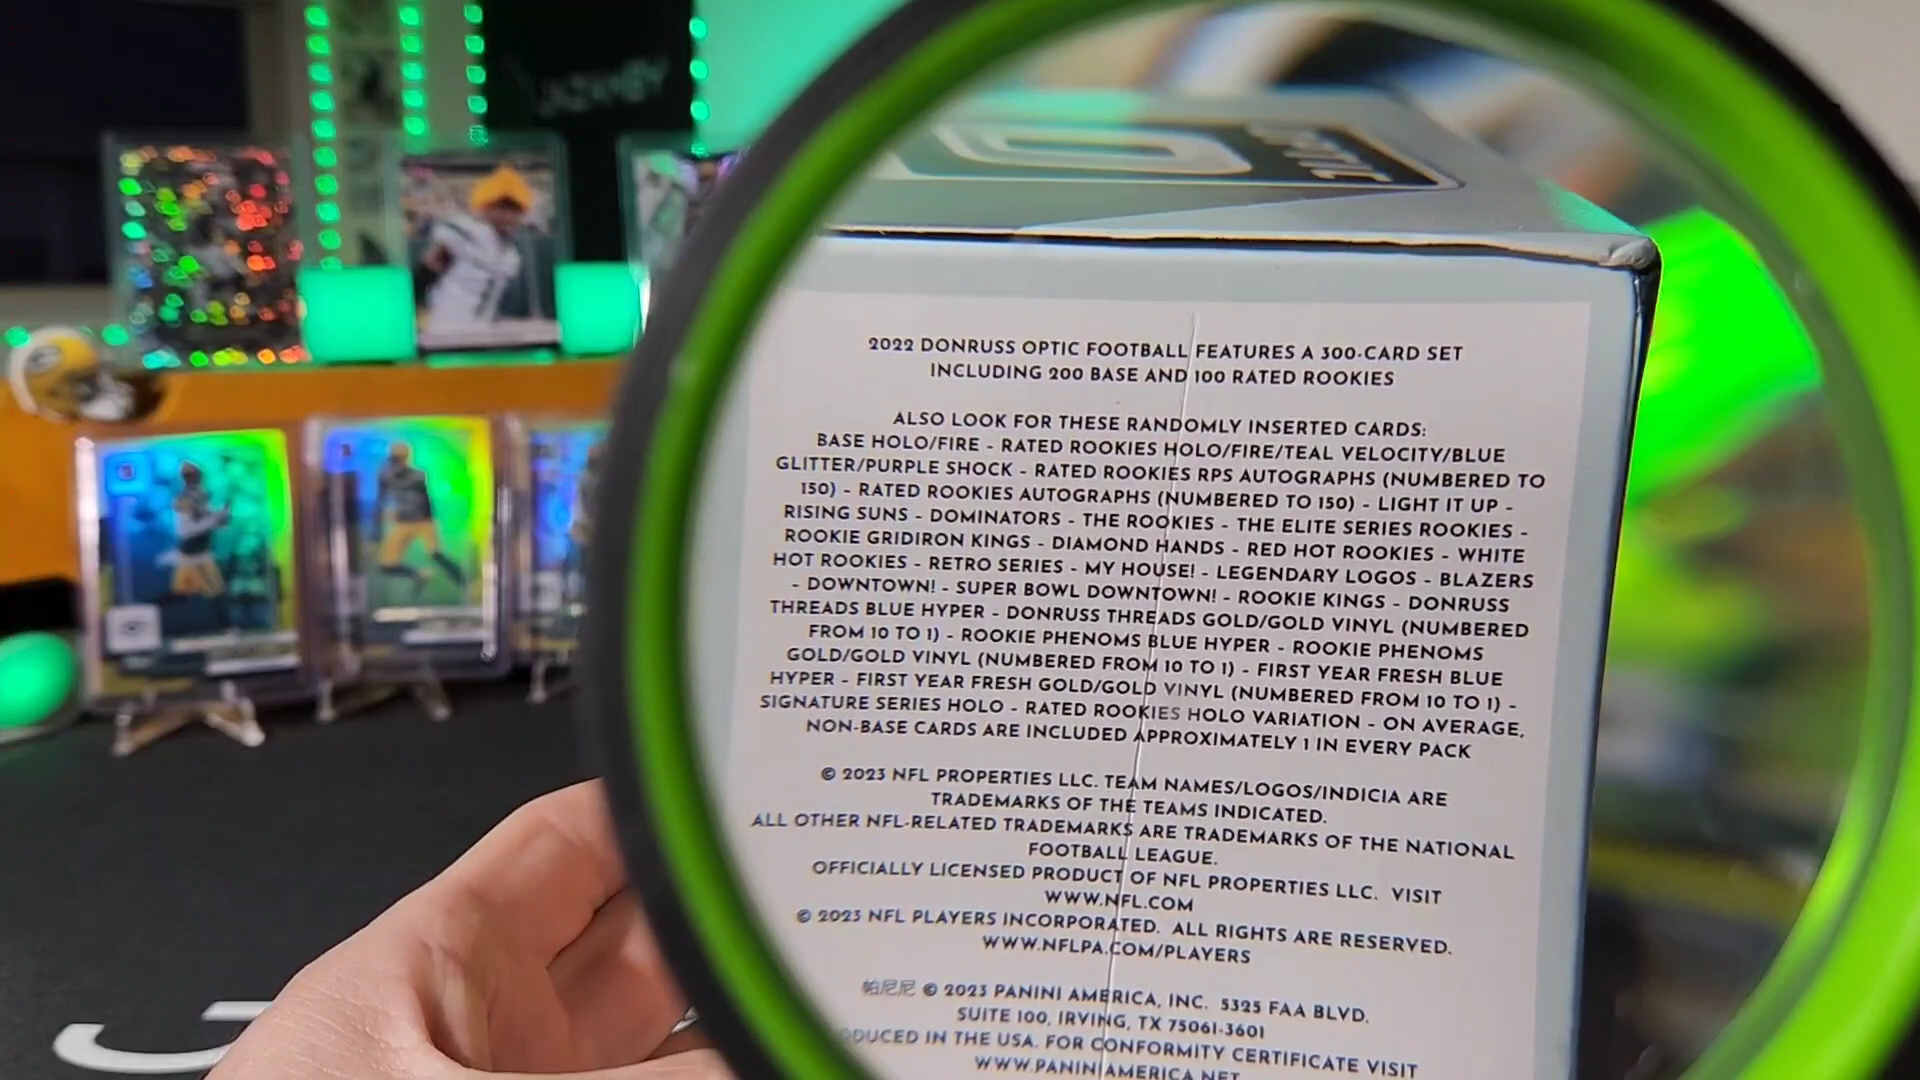 OPTIC
2022 DONRUSS OPTIC FOOTBALL FEATURES A 300-CARD SET
INCLUDING 200 BASE AND 100 RATED ROOKIES
ALSO LOOK FOR THESE RANDOMLY INSERTED CARDS:
BASE HOLO/FIRE - RATED ROOKIES HOLO/FIRE/TEAL VELOCITY/BLUE
GLITTER/PURPLE SHOCK - RATED ROOKIES RPS AUTOGRAPHS (NUMBERED TO
150) - RATED ROOKIES AUTOGRAPHS (NUMBERED TO 150) - LIGHT IT UP -
RISING SUNS - DOMINATORS - THE ROOKIES - THE ELITE SERIES ROOKIES -
ROOKIE GRIDIRON KINGS - DIAMOND HANDS - RED HOT ROOKIES - WHITE
HOT ROOKIES - RETRO SERIES - MY HOUSE! - LEGENDARY LOGOS - BLAZERS
- DOWNTOWN! - SUPER BOWL DOWNTOWN! - ROOKIE KINGS - DONRUSS
THREADS BLUE HYPER - DONRUSS THREADS GOLD/GOLD VINYL (NUMBERED
FROM 10 TO 1) - ROOKIE PHENOMS BLUE HYPER - ROOKIE PHENOMS
GOLD/GOLD VINYL (NUMBERED FROM 10 TO 1) - FIRST YEAR FRESH BLUE
HYPER - FIRST YEAR FRESH GOLD/GOLD VINYL (NUMBERED FROM 10 TO 1) -
SIGNATURE SERIES HOLO - RATED ROOKIES HOLO VARIATION - ON AVERAGE,
NON-BASE CARDS ARE INCLUDED APPROXIMATELY 1 IN EVERY PACK
© 2023 NFL PROPERTIES LLC. TEAM NAMES/LOGOS/INDICIA ARE
TRADEMARKS OF THE TEAMS INDICATED.
ALL OTHER NFL-RELATED TRADEMARKS ARE TRADEMARKS OF THE NATIONAL
FOOTBALL LEAGUE.
OFFICIALLY LICENSED PRODUCT OF NFL PROPERTIES LLC. VISIT
WWW.NFL.COM
© 2023 NFL PLAYERS INCORPORATED. ALL RIGHTS ARE RESERVED.
WWW.NFLPA.COM/PLAYERS
帕尼尼 © 2023 PANINI AMERICA, INC. 5325 FAA BLVD.
SUITE 100, IRVING, TX 75061-3601
ODUCED IN THE USA. FOR CONFORMITY CERTIFICATE VISIT
WWW.PANINIAMERICA.NET